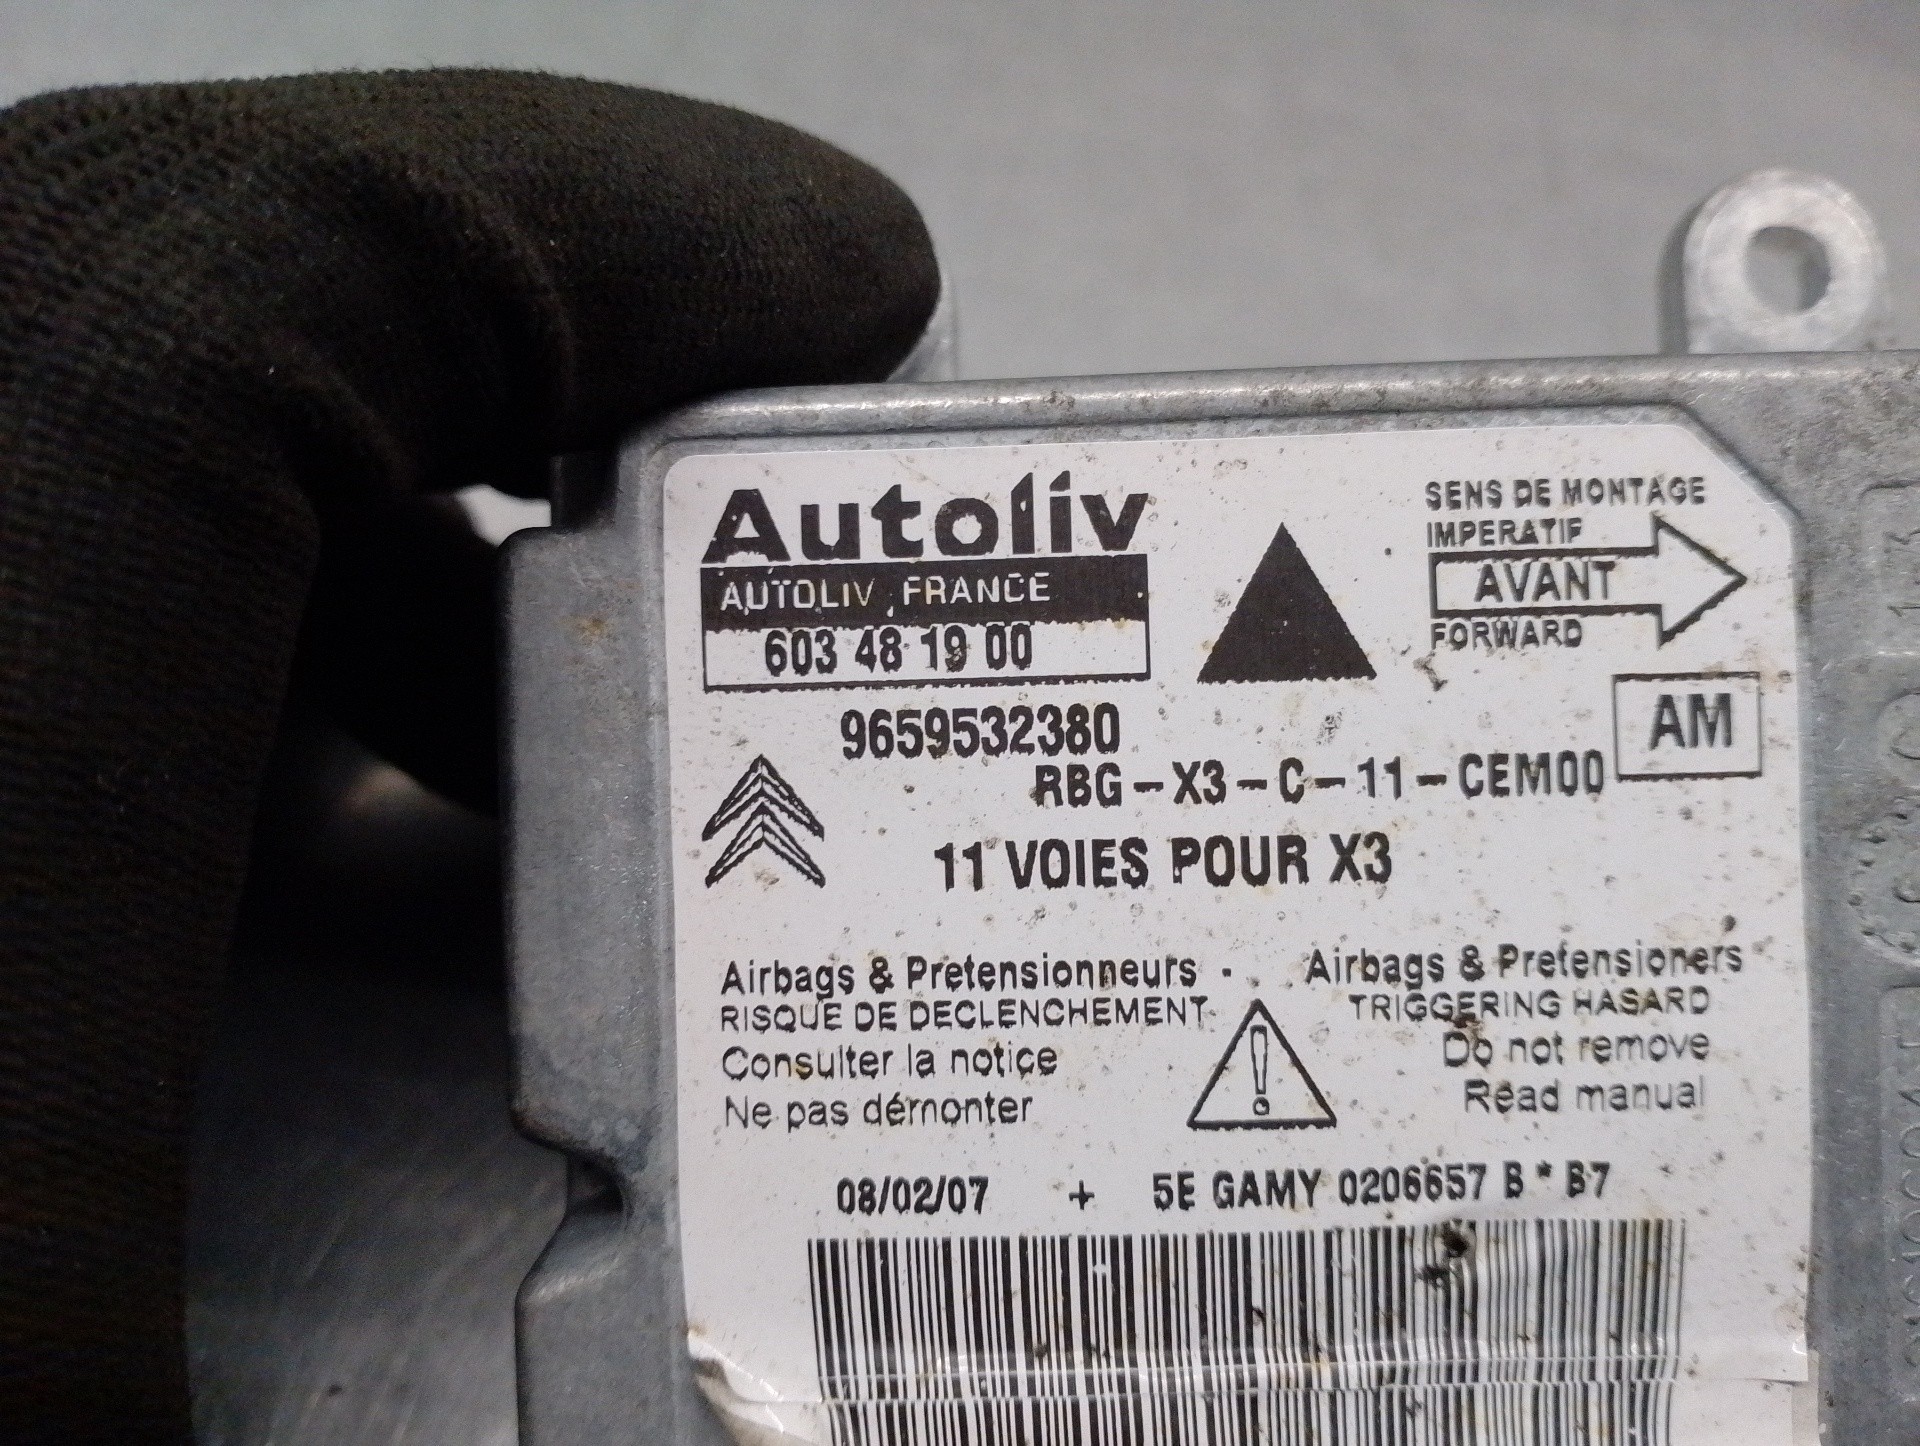 Autoliv
AUTOLIV FRANCE
603 48 19 00
SENS DE MONTAGE
IMPERATIF
AVANT
FORWARD
AM
9659532380
RBG-X3-C-11-CEM00
11 VOIES POUR X3
Airbags & Pretensionneurs
RISQUE DE DECLENCHEMENT
Consulter la notice
Ne pas démonter
Airbags & Pretensioners
TRIGGERING HASARD
Do not remove
Read manual
08/02/07 + 5E GAMY 0206657 B * B7